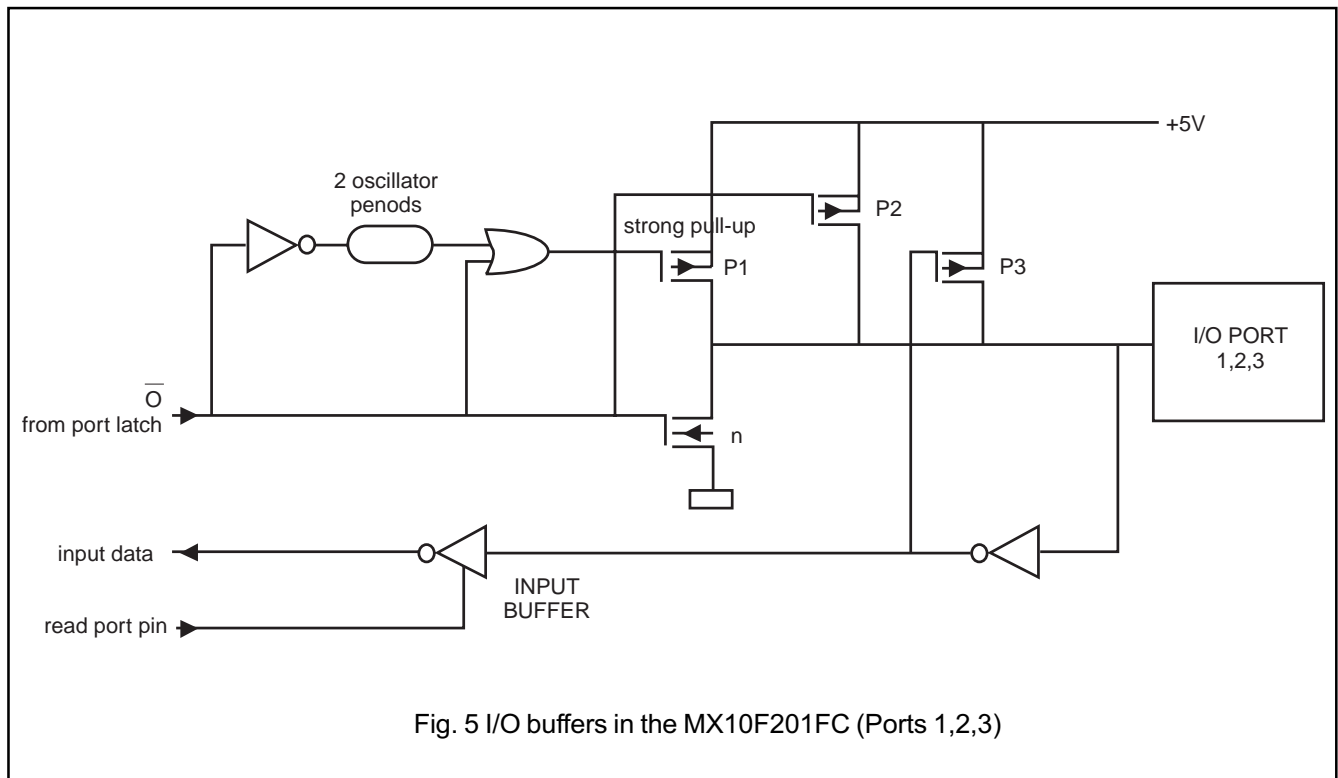 +5V
2 oscillator
penods
strong pull-up
P2
P1
P3
I/O PORT
1,2,3
O̅
from port latch
n
input data
INPUT
BUFFER
read port pin
Fig. 5 I/O buffers in the MX10F201FC (Ports 1,2,3)